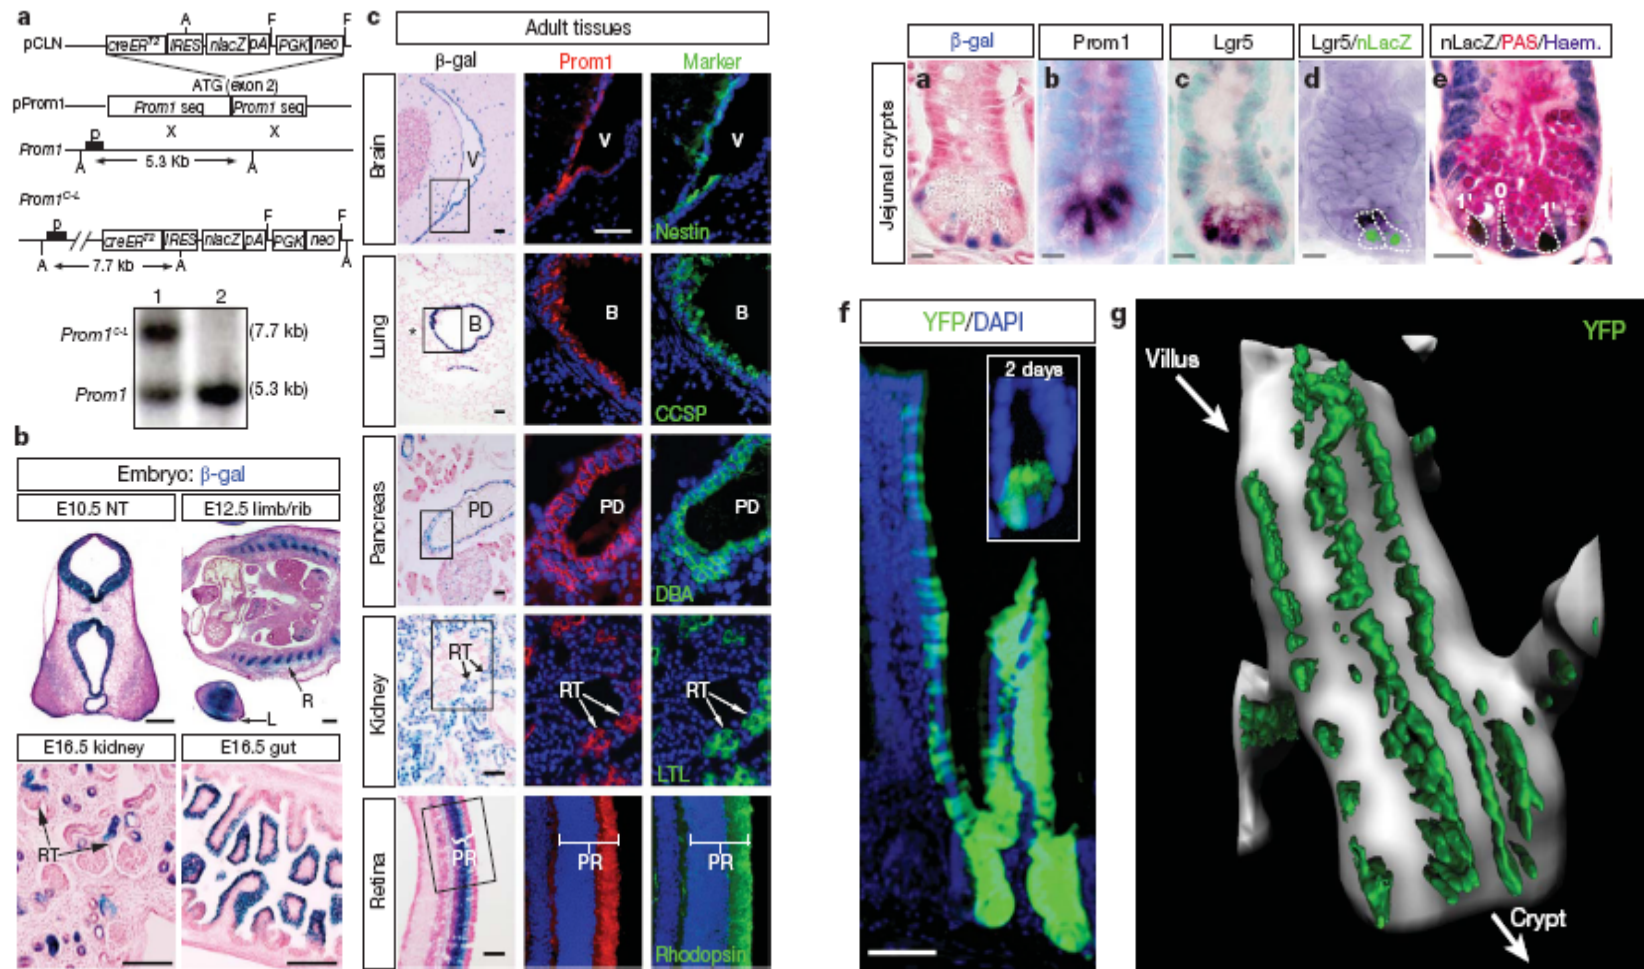 a
A
F
F
pCLN
creERT2 IRES nlacZ pA PGK neo
ATG (exon 2)
pProm1
Prom1 seq Prom1 seq
X X
p
Prom1
A
5.3 Kb
A
Prom1C-L
p
F
F
creERT2 IRES nlacZ pA PGK neo
A
7.7 kb
A
A
1 2
Prom1C-L (7.7 kb)
Prom1 (5.3 kb)
b
Embryo: β-gal
E10.5 NT
E12.5 limb/rib
R
L
E16.5 kidney
E16.5 gut
RT
c
Adult tissues
β-gal
Prom1
Marker
Brain
V
V
V
Nestin
Lung
*
B
B
B
CCSP
Pancreas
PD
PD
PD
DBA
Kidney
RT
RT
RT
LTL
Retina
PR
PR
PR
Rhodopsin
β-gal
Prom1
Lgr5
Lgr5/nLacZ
nLacZ/PAS/Haem.
Jejunal crypts
a
b
c
d
e
1'
0
1'
f
YFP/DAPI
2 days
g
YFP
Villus
Crypt